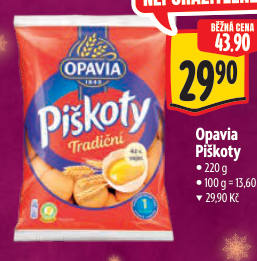 BĚŽNÁ CENA
43,90
29 90
OPAVIA
1840
Piškoty
Tradiční
42%
vajec
1
Opavia
Piškoty
• 220 g
• 100 g = 13,60
▼ 29,90 Kč